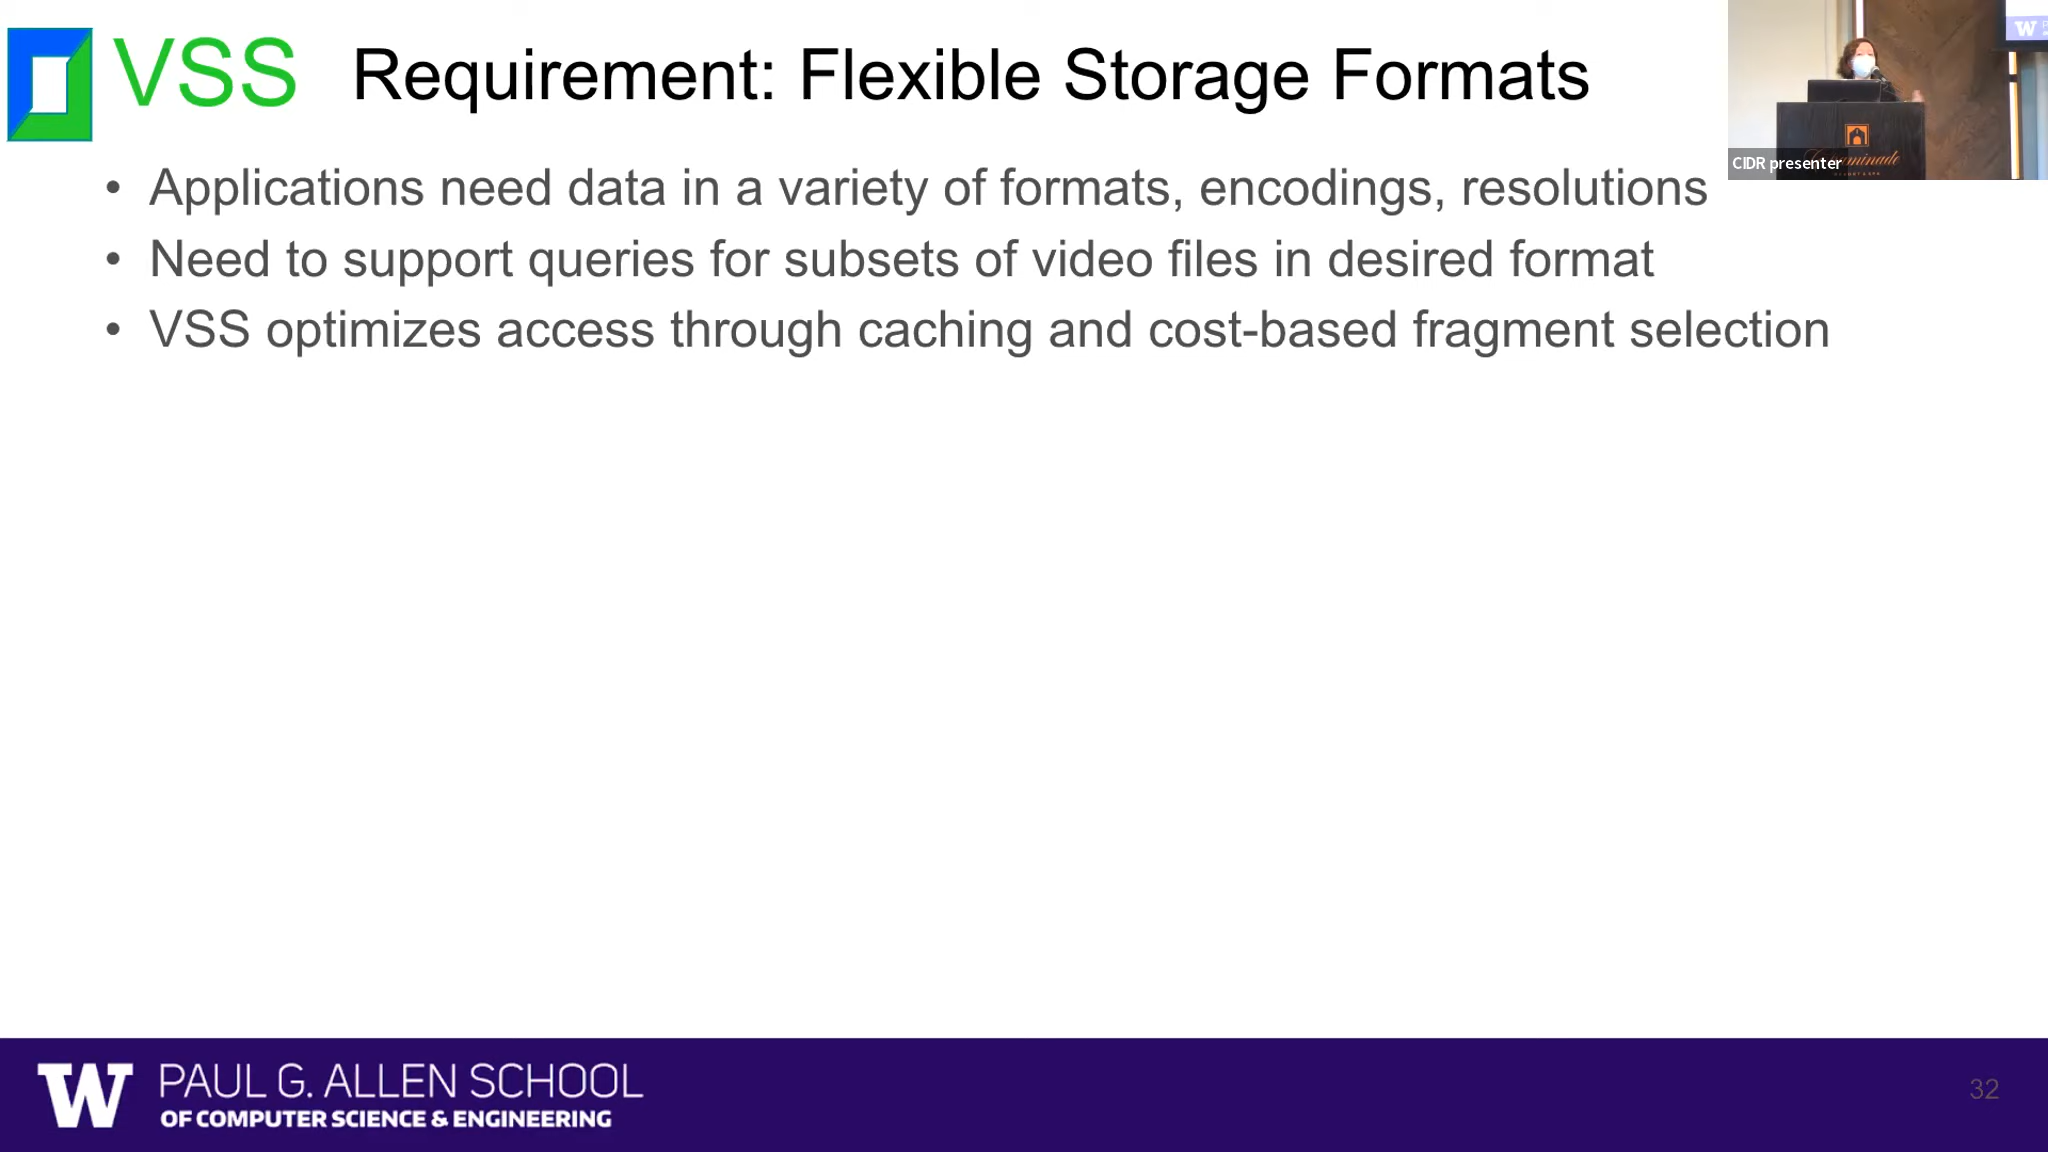 VSS Requirement: Flexible Storage Formats
• Applications need data in a variety of formats, encodings, resolutions
• Need to support queries for subsets of video files in desired format
• VSS optimizes access through caching and cost-based fragment selection
CIDR presenter
W PAUL G. ALLEN SCHOOL
OF COMPUTER SCIENCE & ENGINEERING
32